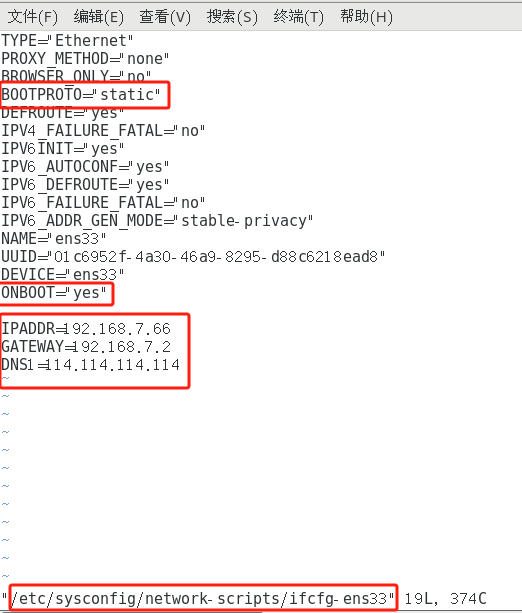 文件(F) 编辑(E) 查看(V) 搜索(S) 终端(T) 帮助(H)
TYPE="Ethernet"
PROXY_METHOD="none"
BROWSER_ONLY="no"
BOOTPROTO="static"
DEFROUTE="yes"
IPV4_FAILURE_FATAL="no"
IPV6INIT="yes"
IPV6_AUTOCONF="yes"
IPV6_DEFROUTE="yes"
IPV6_FAILURE_FATAL="no"
IPV6_ADDR_GEN_MODE="stable-privacy"
NAME="ens33"
UUID="01c6952f-4a30-46a9-8295-d88c6218ead8"
DEVICE="ens33"
ONBOOT="yes"
IPADDR=192.168.7.66
GATEWAY=192.168.7.2
DNS1=114.114.114.114
~
~
~
~
~
~
~
~
~
~
~
~
"/etc/sysconfig/network-scripts/ifcfg-ens33" 19L, 374C